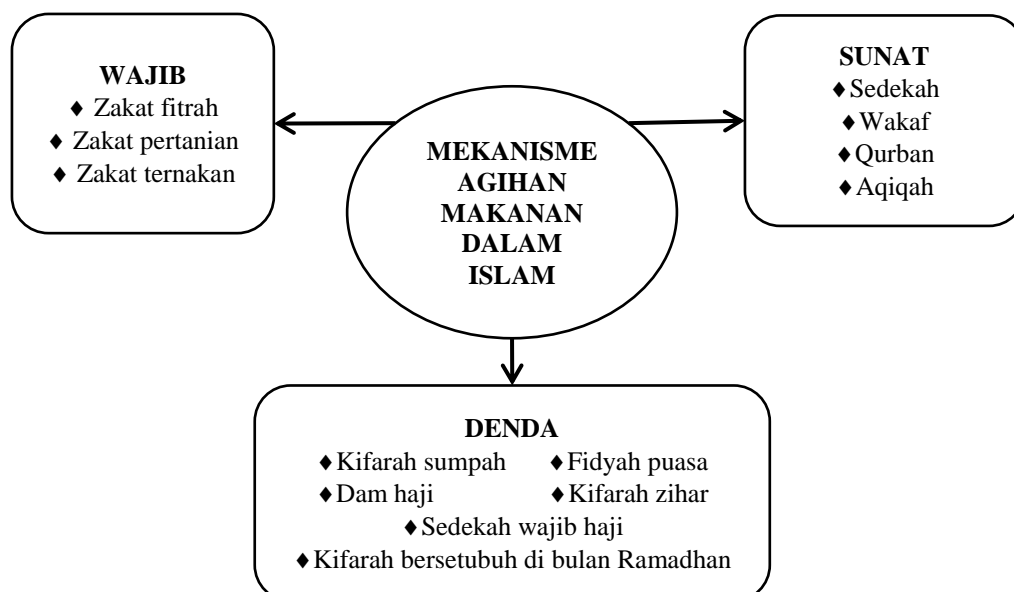 WAJIB
♦ Zakat fitrah
♦ Zakat pertanian
♦ Zakat ternakan
MEKANISME
AGIHAN
MAKANAN
DALAM
ISLAM
SUNAT
♦ Sedekah
♦ Wakaf
♦ Qurban
♦ Aqiqah
DENDA
♦ Kifarah sumpah ♦ Fidyah puasa
♦ Dam haji ♦ Kifarah zihar
♦ Sedekah wajib haji
♦ Kifarah bersetubuh di bulan Ramadhan